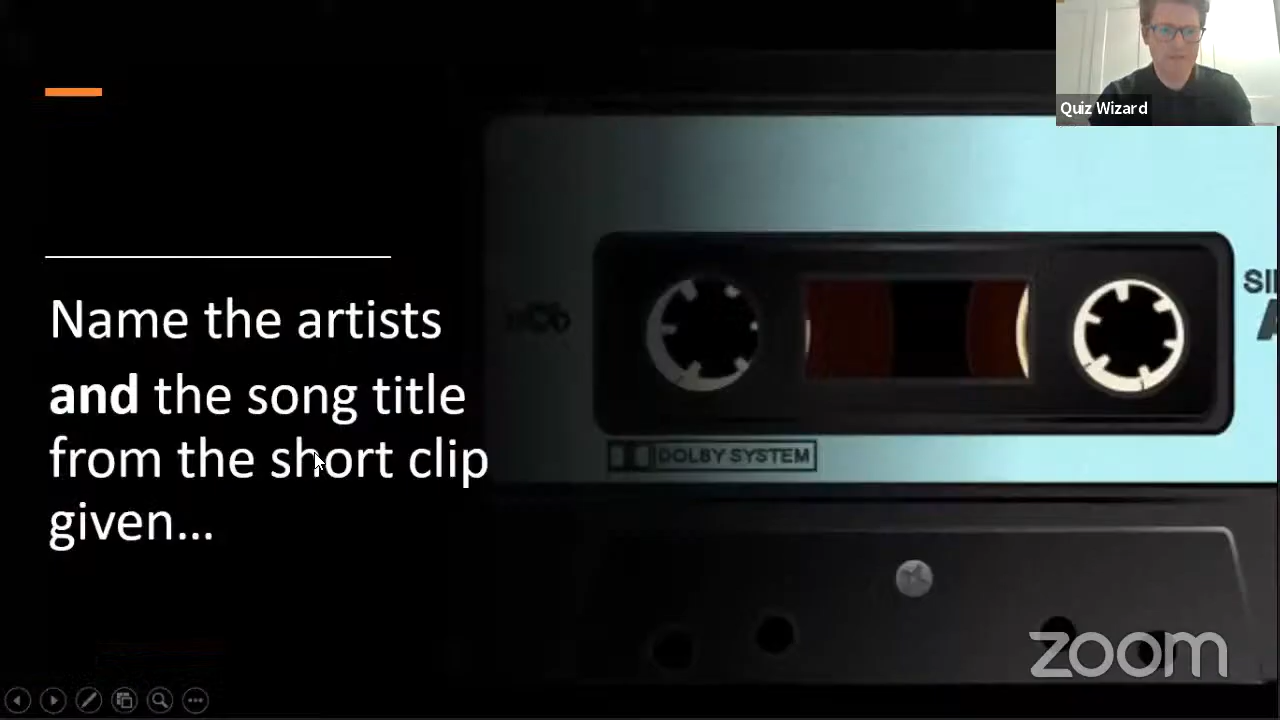 Quiz Wizard
Name the artists
and the song title
from the short clip
given...
DOLBY SYSTEM
zoom